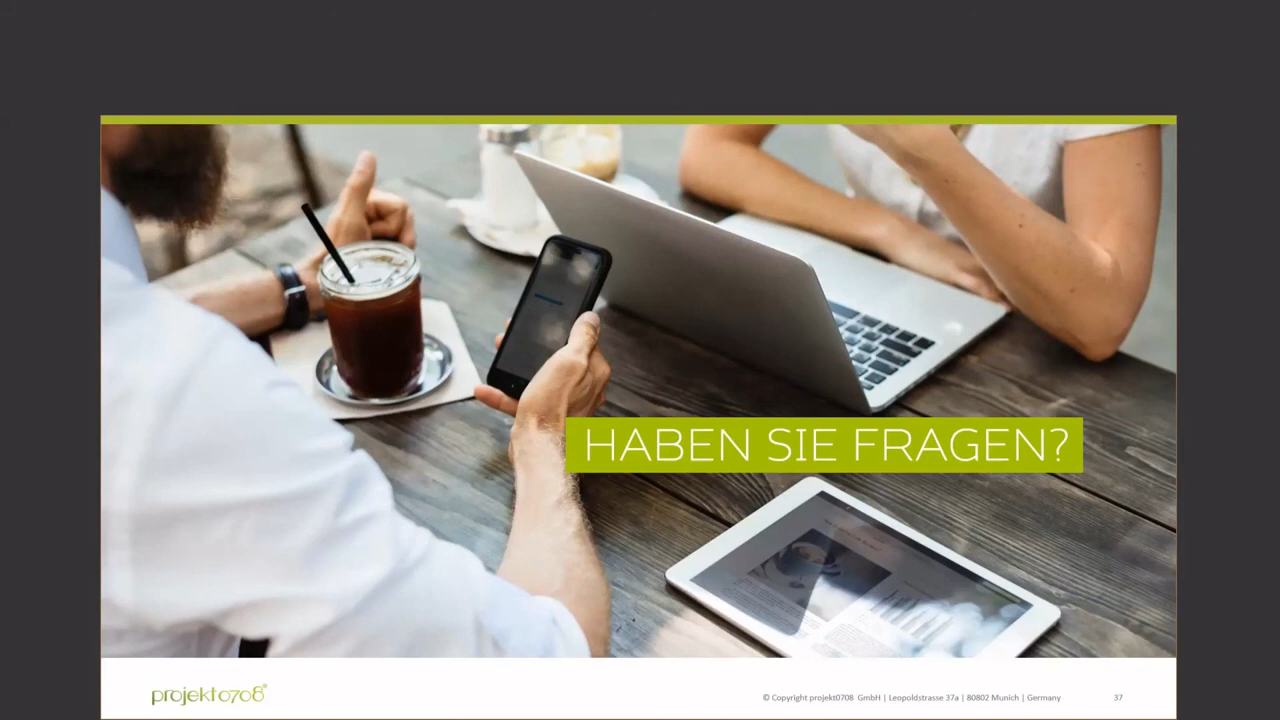 HABEN SIE FRAGEN?
projekt0708®
© Copyright projekt0708 GmbH | Leopoldstrasse 37a | 80802 Munich | Germany 37